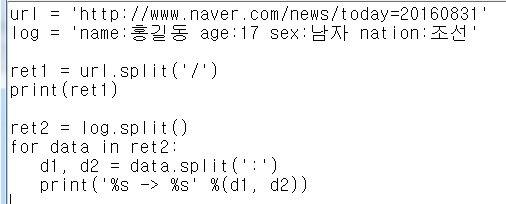 url = 'http://www.naver.com/news/today=20160831'
log = 'name:홍길동 age:17 sex:남자 nation:조선'
ret1 = url.split('/')
print(ret1)
ret2 = log.split()
for data in ret2:
d1, d2 = data.split(':')
print('%s -> %s' %(d1, d2))